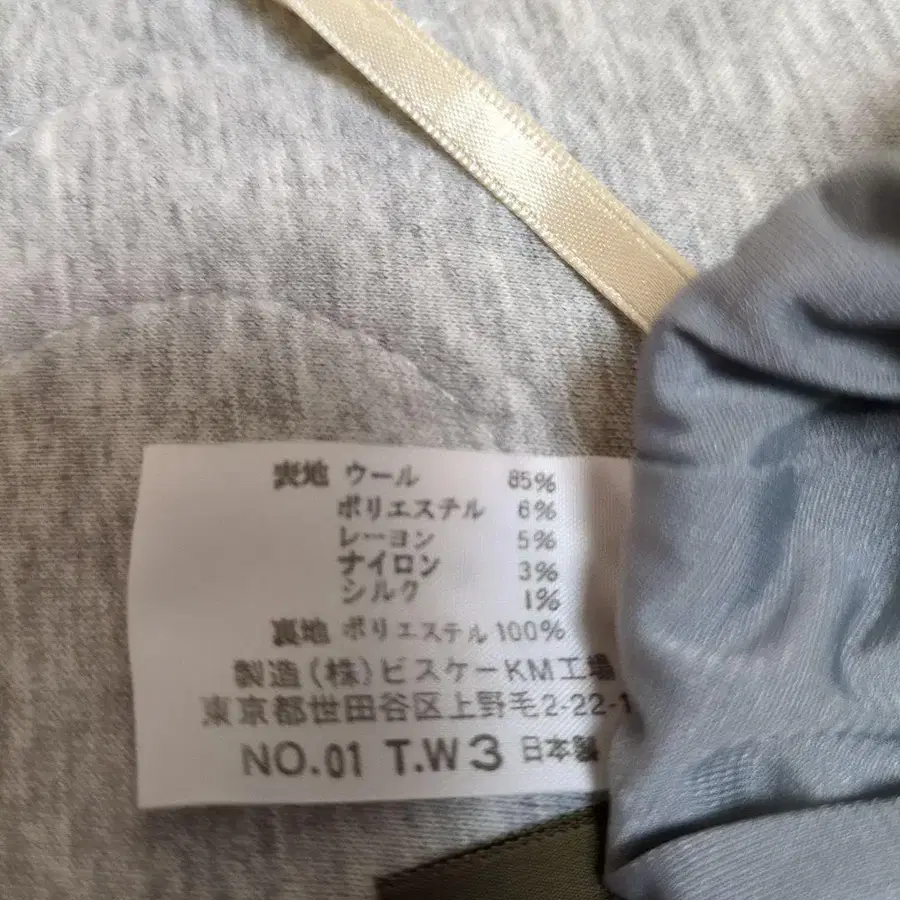 表地 ウール 85%
ポリエステル 6%
レーヨン 5%
ナイロン 3%
シルク 1%
裏地 ポリエステル 100%
製造(株)ビスケーKM工場
東京都世田谷区上野毛2-22-1
NO.01 T.W3 日本製